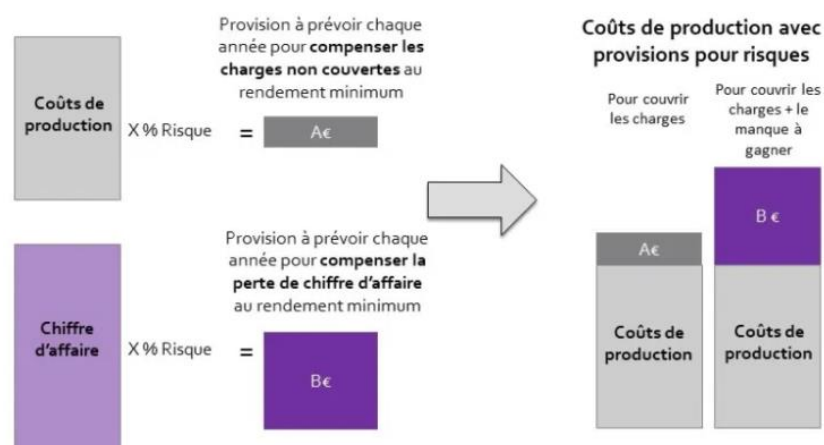 Provision à prévoir chaque
année pour compenser les
charges non couvertes au
rendement minimum
Coûts de
production
X % Risque
=
A€
Provision à prévoir chaque
année pour compenser la
perte de chiffre d'affaire
au rendement minimum
Chiffre
d'affaire
X % Risque
=
B€
Coûts de production avec
provisions pour risques
Pour couvrir
les charges
Pour couvrir les
charges + le
manque à
gagner
A€
B €
Coûts de
production
Coûts de
production